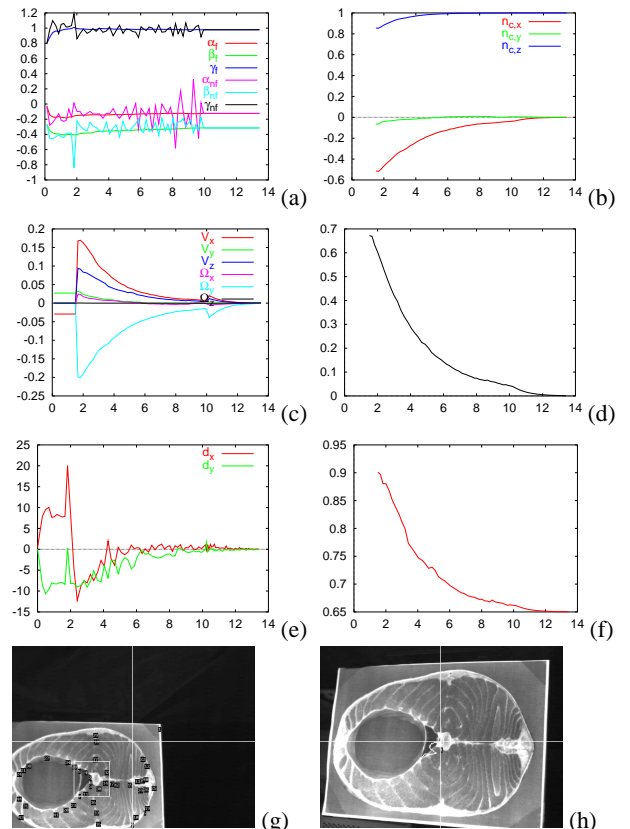 1.2
1
0.8
0.6
0.4
0.2
0
-0.2
-0.4
-0.6
-0.8
-1
0 2 4 6 8 10 12 14
α_f
β_f
γ_f
α_nf
β_nf
γ_nf
(a)
1
0.8
0.6
0.4
0.2
0
-0.2
-0.4
-0.6
0 2 4 6 8 10 12 14
n_c,x
n_c,y
n_c,z
(b)
0.2
0.15
0.1
0.05
0
-0.05
-0.1
-0.15
-0.2
-0.25
0 2 4 6 8 10 12 14
V_x
V_y
V_z
Ω_x
Ω_y
Ω_z
(c)
0.7
0.6
0.5
0.4
0.3
0.2
0.1
0
0 2 4 6 8 10 12 14
(d)
25
20
15
10
5
0
-5
-10
-15
0 2 4 6 8 10 12 14
d_x
d_y
(e)
0.95
0.9
0.85
0.8
0.75
0.7
0.65
0 2 4 6 8 10 12 14
(f)
(g)
(h)